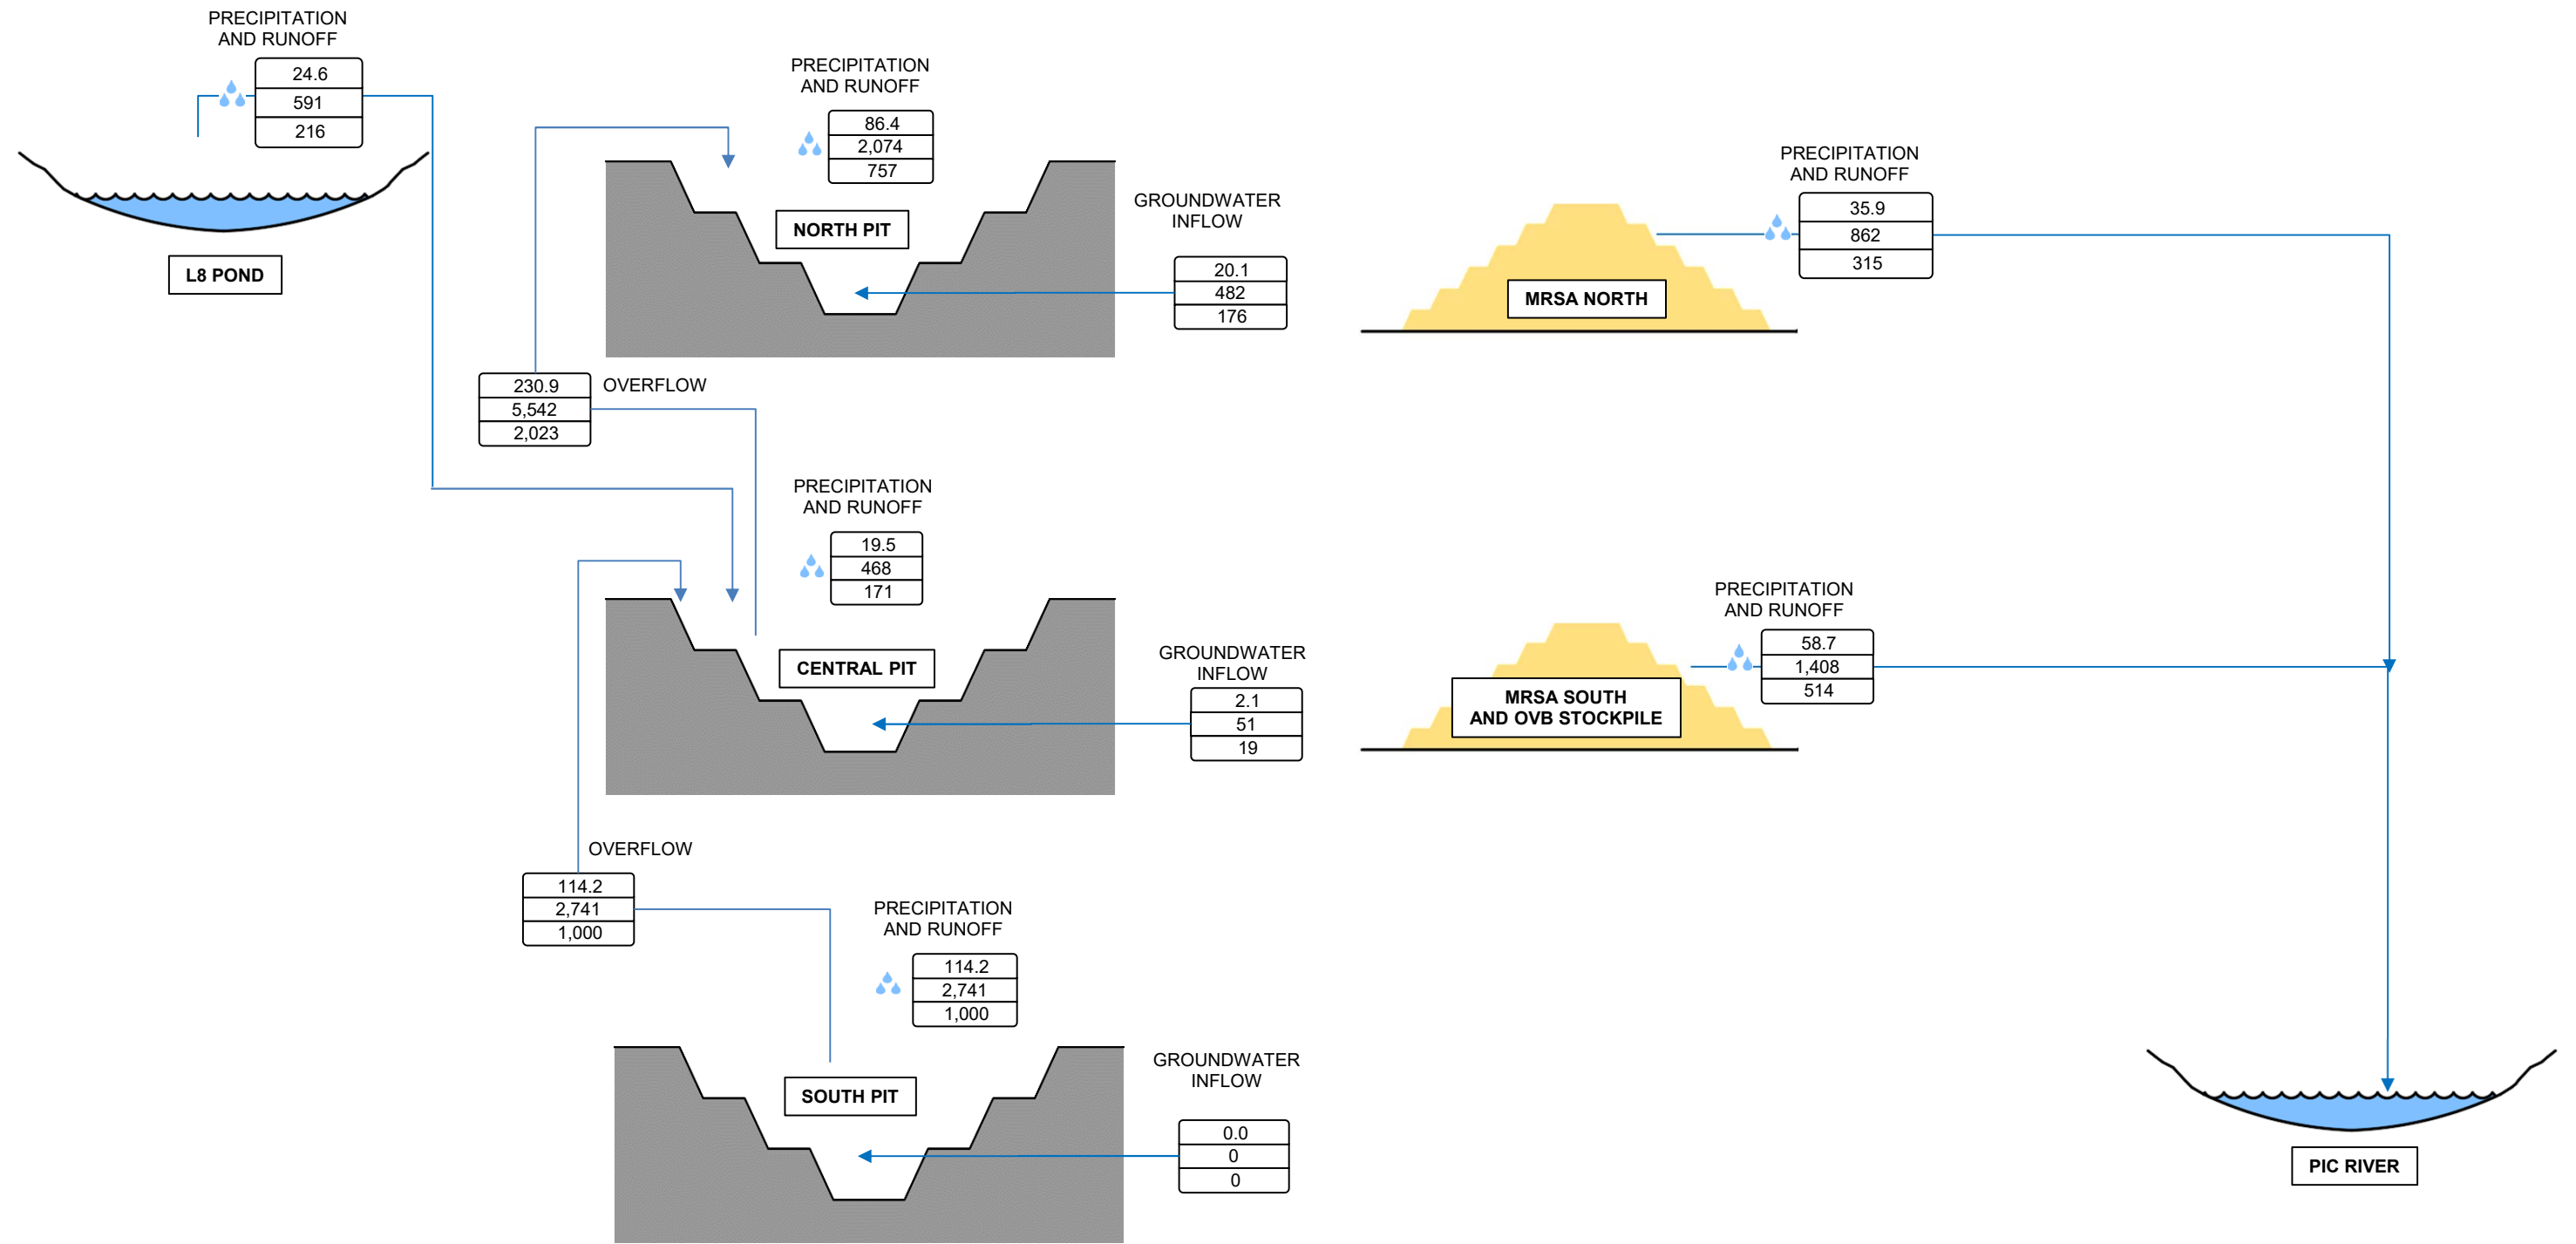 PRECIPITATION
AND RUNOFF
24.6
591
216
L8 POND
PRECIPITATION
AND RUNOFF
86.4
2,074
757
NORTH PIT
GROUNDWATER
INFLOW
20.1
482
176
PRECIPITATION
AND RUNOFF
35.9
862
315
MRSA NORTH
230.9
5,542
2,023
OVERFLOW
PRECIPITATION
AND RUNOFF
19.5
468
171
CENTRAL PIT
GROUNDWATER
INFLOW
2.1
51
19
PRECIPITATION
AND RUNOFF
58.7
1,408
514
MRSA SOUTH
AND OVB STOCKPILE
OVERFLOW
114.2
2,741
1,000
PRECIPITATION
AND RUNOFF
114.2
2,741
1,000
SOUTH PIT
GROUNDWATER
INFLOW
0.0
0
0
PIC RIVER